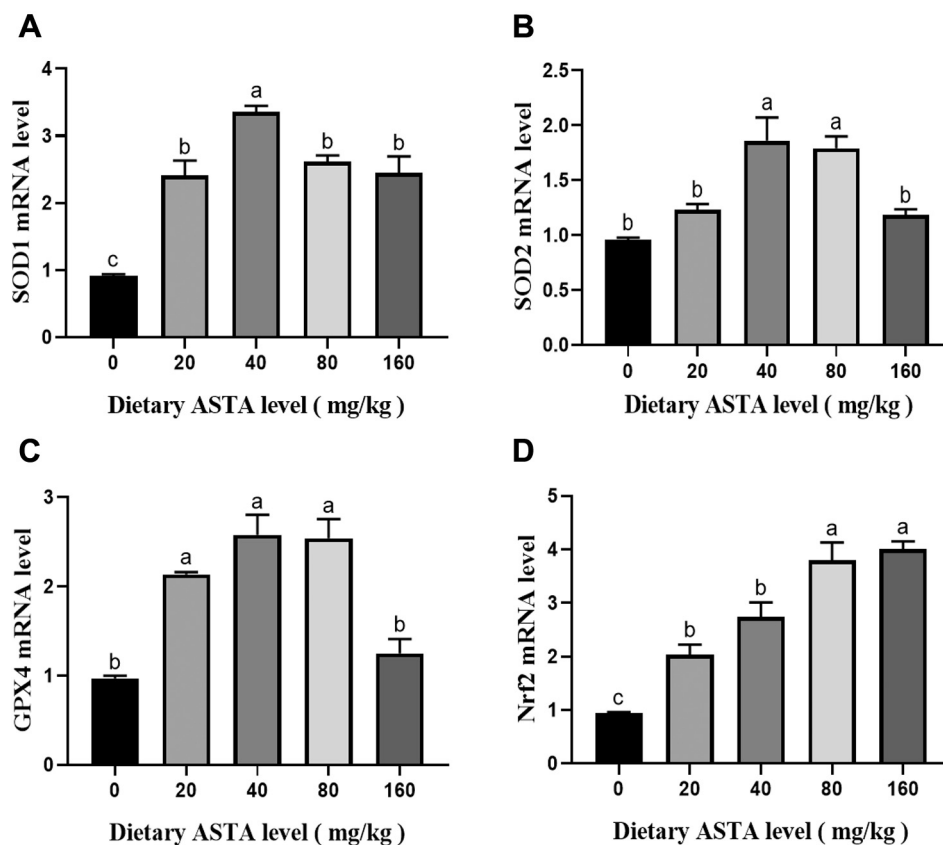 A
SOD1 mRNA level
4
3
2
1
0
c
b
a
b
b
0 20 40 80 160
Dietary ASTA level ( mg/kg )
B
SOD2 mRNA level
2.5
2.0
1.5
1.0
0.5
0.0
b
b
a
a
b
0 20 40 80 160
Dietary ASTA level ( mg/kg )
C
GPX4 mRNA level
3
2
1
0
b
a
a
a
b
0 20 40 80 160
Dietary ASTA level ( mg/kg )
D
Nrf2 mRNA level
5
4
3
2
1
0
c
b
b
a
a
0 20 40 80 160
Dietary ASTA level ( mg/kg )